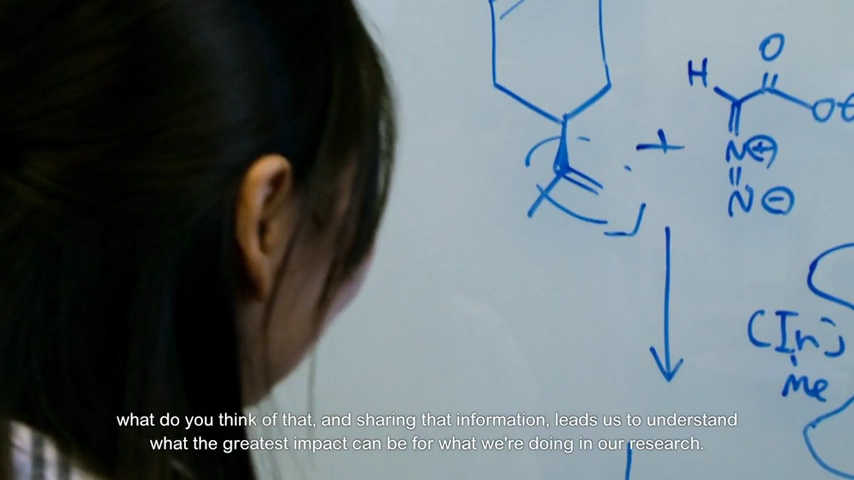 O
H
+
O
N⊕
N⊖
(Ir)
Me
what do you think of that, and sharing that information, leads us to understand
what the greatest impact can be for what we're doing in our research.